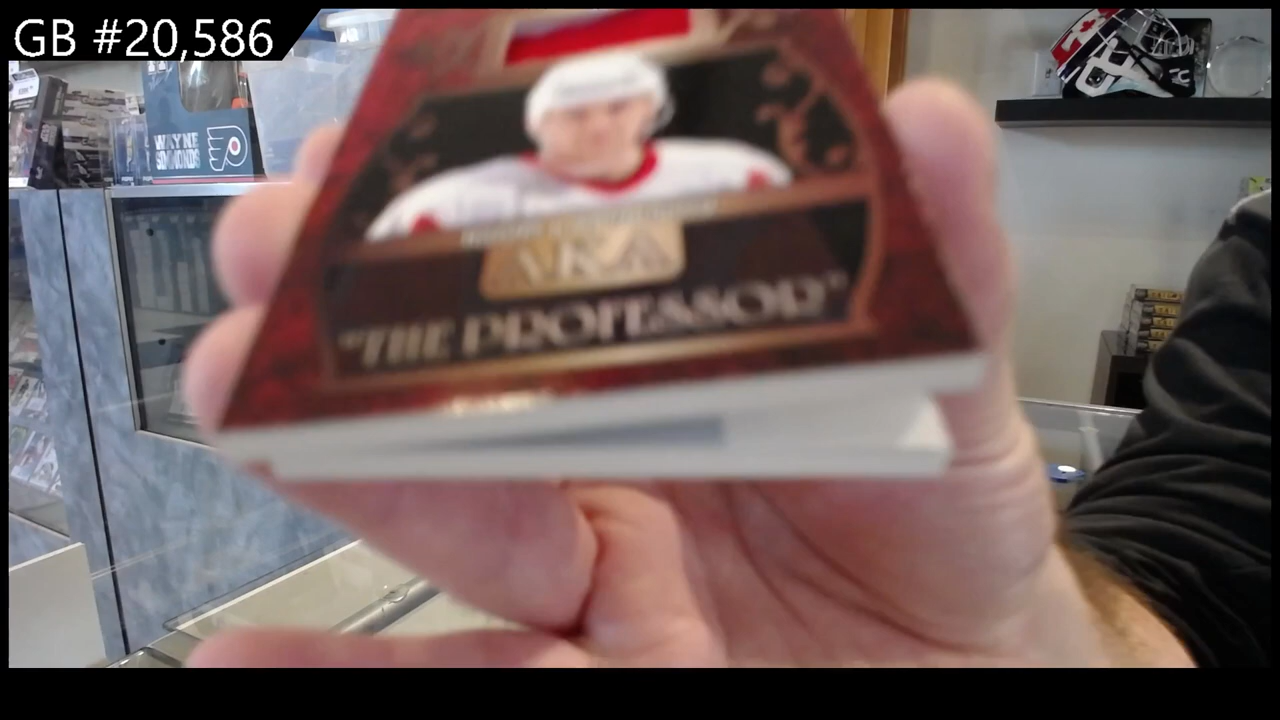 GB #20,586
WAYNE
SIMMONDS
AKA
"THE PROFESSOR"